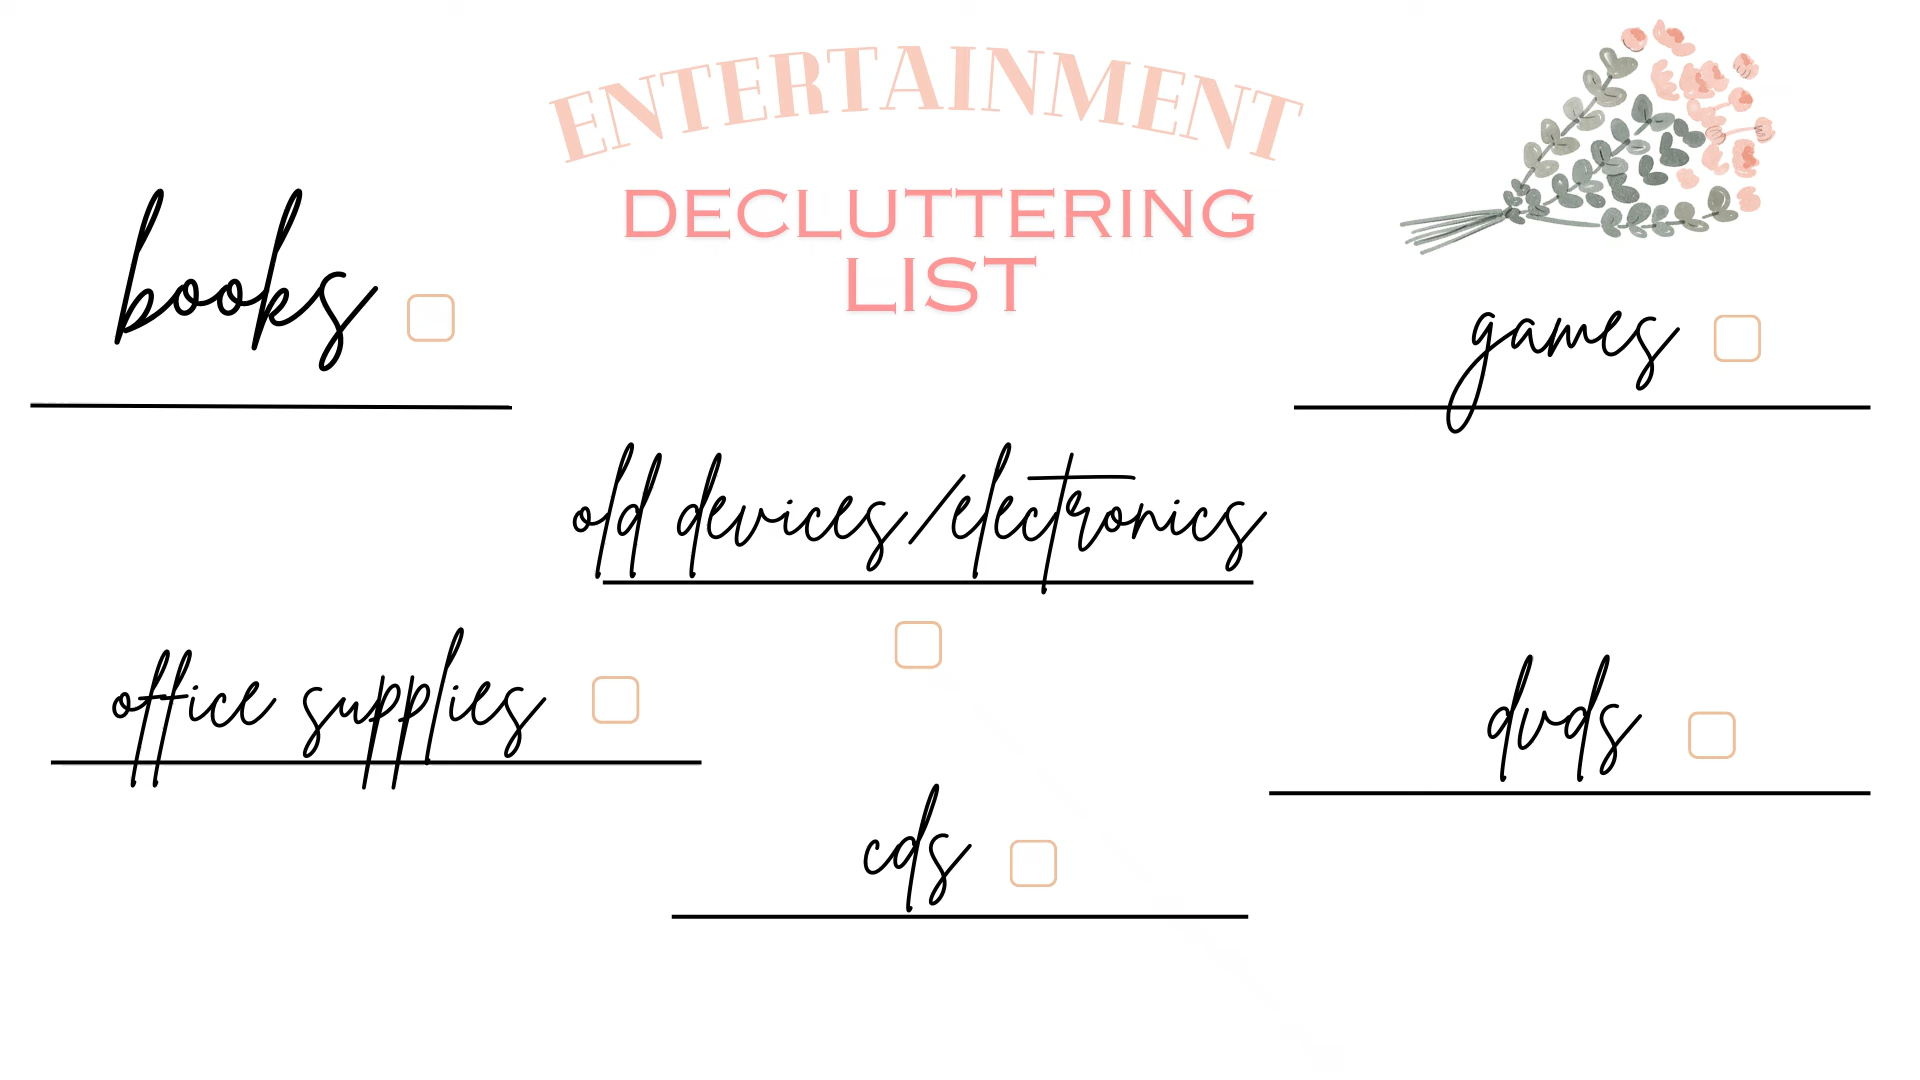 ENTERTAINMENT
DECLUTTERING
LIST
books
games
old devices/electronics
office supplies
dvds
cds